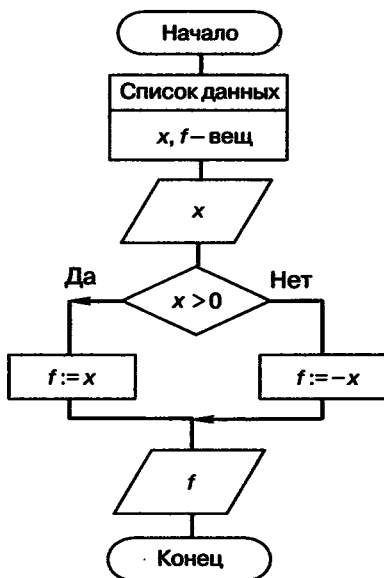 Начало
Список данных
x, f – вещ
x
Да
x > 0
Нет
f := x
f := –x
f
Конец